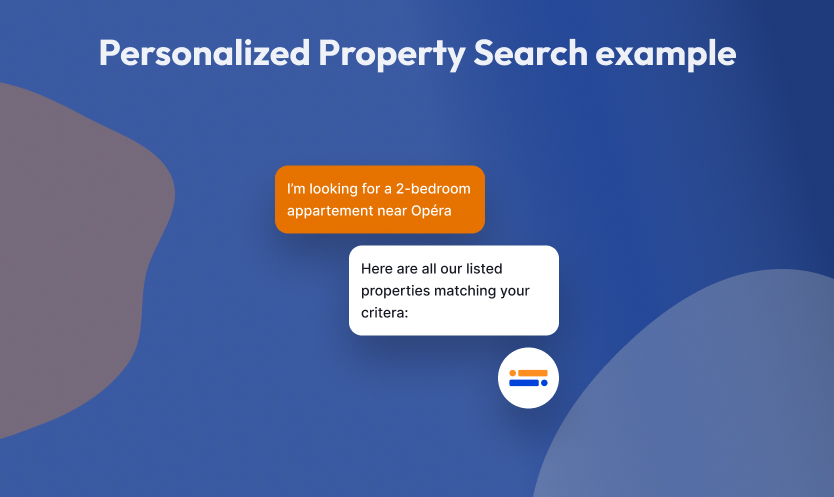 Personalized Property Search example
I'm looking for a 2-bedroom
appartement near Opéra
Here are all our listed
properties matching your
critera: